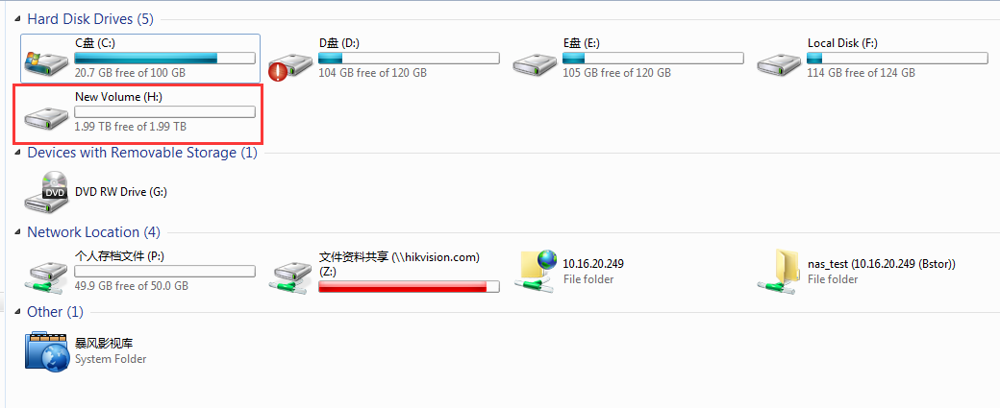 Hard Disk Drives (5)
C盘 (C:)
20.7 GB free of 100 GB
D盘 (D:)
104 GB free of 120 GB
E盘 (E:)
105 GB free of 120 GB
Local Disk (F:)
114 GB free of 124 GB
New Volume (H:)
1.99 TB free of 1.99 TB
Devices with Removable Storage (1)
DVD
DVD RW Drive (G:)
Network Location (4)
个人存档文件 (P:)
49.9 GB free of 50.0 GB
文件资料共享 (\\hikvision.com)
(Z:)
10.16.20.249
File folder
nas_test (10.16.20.249 (Bstor))
File folder
Other (1)
暴风影视库
System Folder